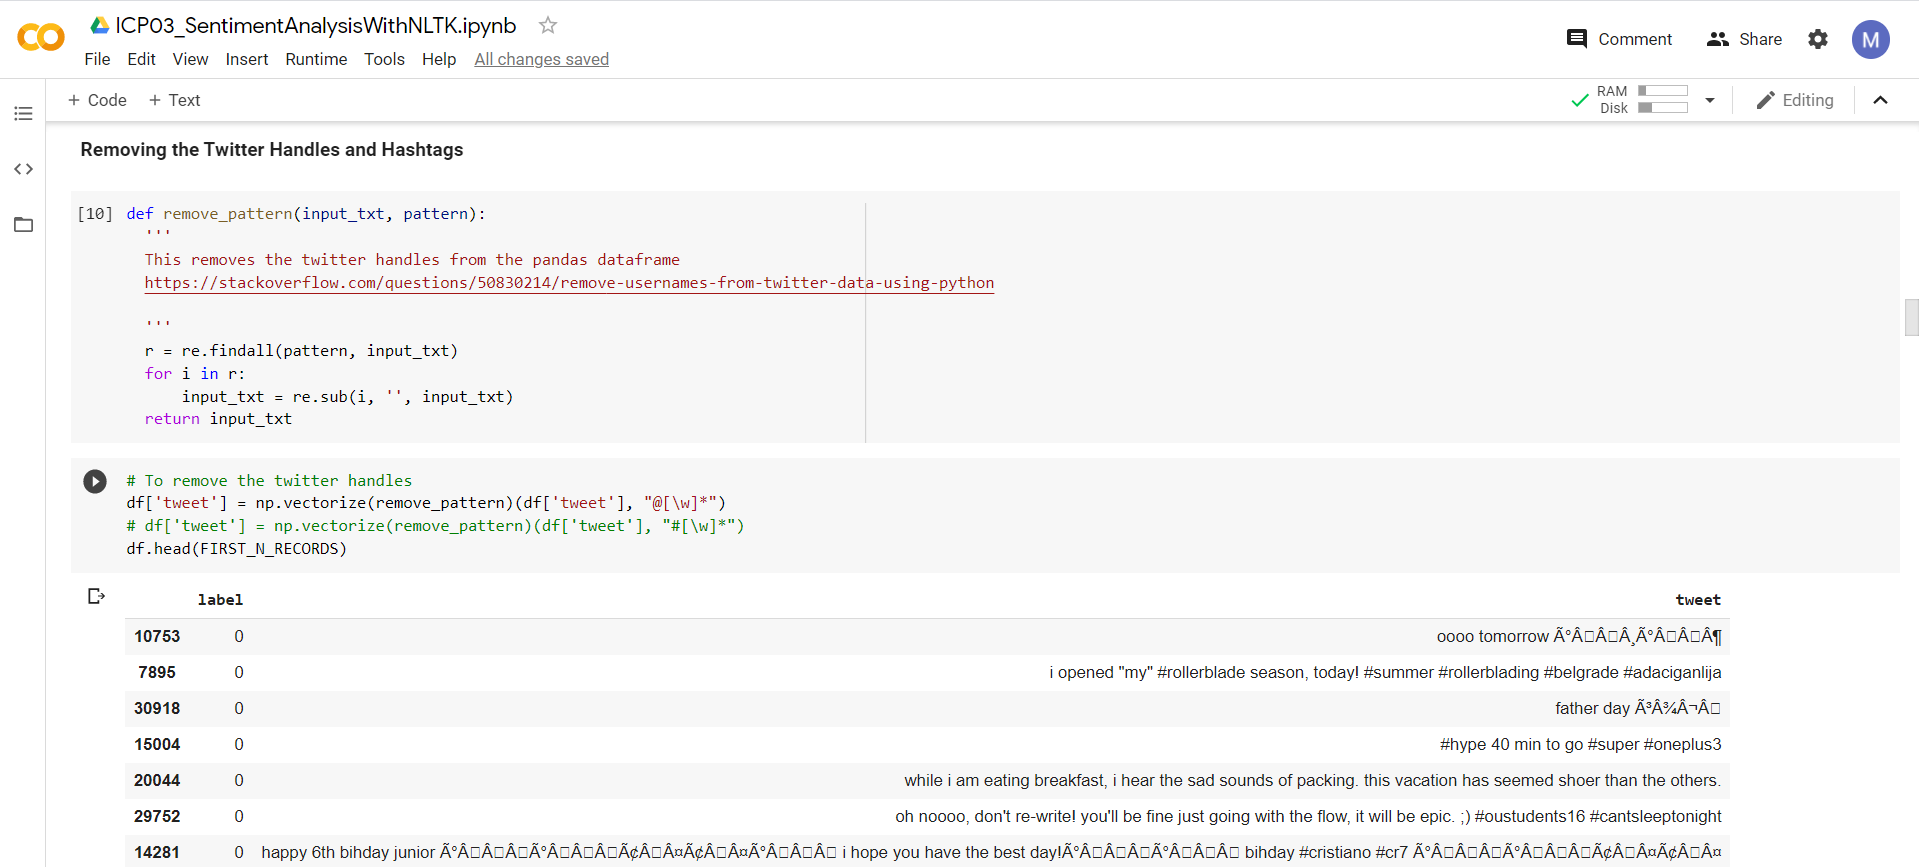 ICP03_SentimentAnalysisWithNLTK.ipynb
File Edit View Insert Runtime Tools Help All changes saved
Comment Share M
+ Code + Text
RAM
Disk
Editing
Removing the Twitter Handles and Hashtags
[10] def remove_pattern(input_txt, pattern):
'''
This removes the twitter handles from the pandas dataframe
https://stackoverflow.com/questions/50830214/remove-usernames-from-twitter-data-using-python
'''
r = re.findall(pattern, input_txt)
for i in r:
input_txt = re.sub(i, '', input_txt)
return input_txt
# To remove the twitter handles
df['tweet'] = np.vectorize(remove_pattern)(df['tweet'], "@[\w]*")
# df['tweet'] = np.vectorize(remove_pattern)(df['tweet'], "#[\w]*")
df.head(FIRST_N_RECORDS)
label tweet
10753 0 oooo tomorrow Ã°Â□Â□Â¸Ã°Â□Â□Â¶
7895 0 i opened "my" #rollerblade season, today! #summer #rollerblading #belgrade #adaciganlija
30918 0 father day Ã³Â¾Â¬Â□
15004 0 #hype 40 min to go #super #oneplus3
20044 0 while i am eating breakfast, i hear the sad sounds of packing. this vacation has seemed shoer than the others.
29752 0 oh noooo, don't re-write! you'll be fine just going with the flow, it will be epic. ;) #oustudents16 #cantsleeptonight
14281 0 happy 6th bihday junior Ã°Â□Â□Â□Ã°Â□Â□Â□Ã¢Â□Â¤Ã¢Â□Â¤Ã°Â□Â□Â□ i hope you have the best day!Ã°Â□Â□Â□Ã°Â□Â□Â□ bihday #cristiano #cr7 Ã°Â□Â□Â□Ã°Â□Â□Â□Ã¢Â□Â¤Ã¢Â□Â¤